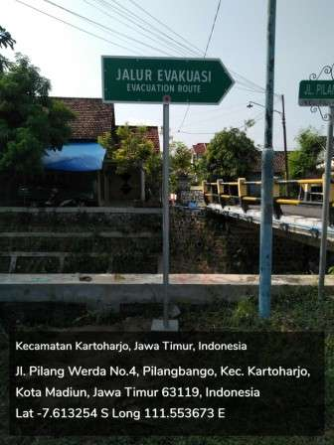 JALUR EVAKUASI
EVACUATION ROUTE
JL. PILA
Kecamatan Kartoharjo, Jawa Timur, Indonesia
Jl. Pilang Werda No.4, Pilangbango, Kec. Kartoharjo,
Kota Madiun, Jawa Timur 63119, Indonesia
Lat -7.613254 S Long 111.553673 E